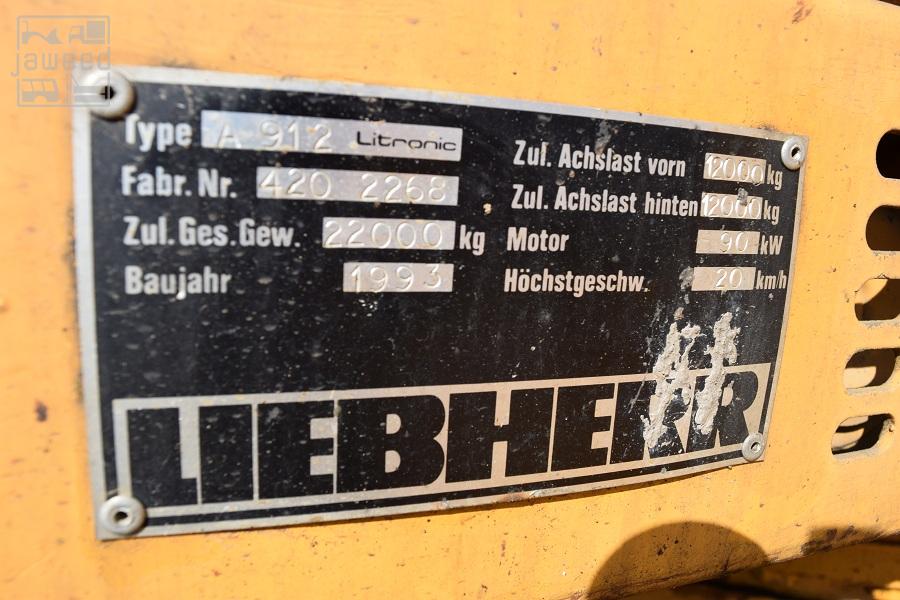 jaweed
Type A 912 Litronic
Fabr. Nr. 420 2268
Zul. Ges. Gew. 22000 kg
Baujahr 1993
Zul. Achslast vorn 12000 kg
Zul. Achslast hinten 12000 kg
Motor 90 kW
Höchstgeschw. 20 km/h
LIEBHERR